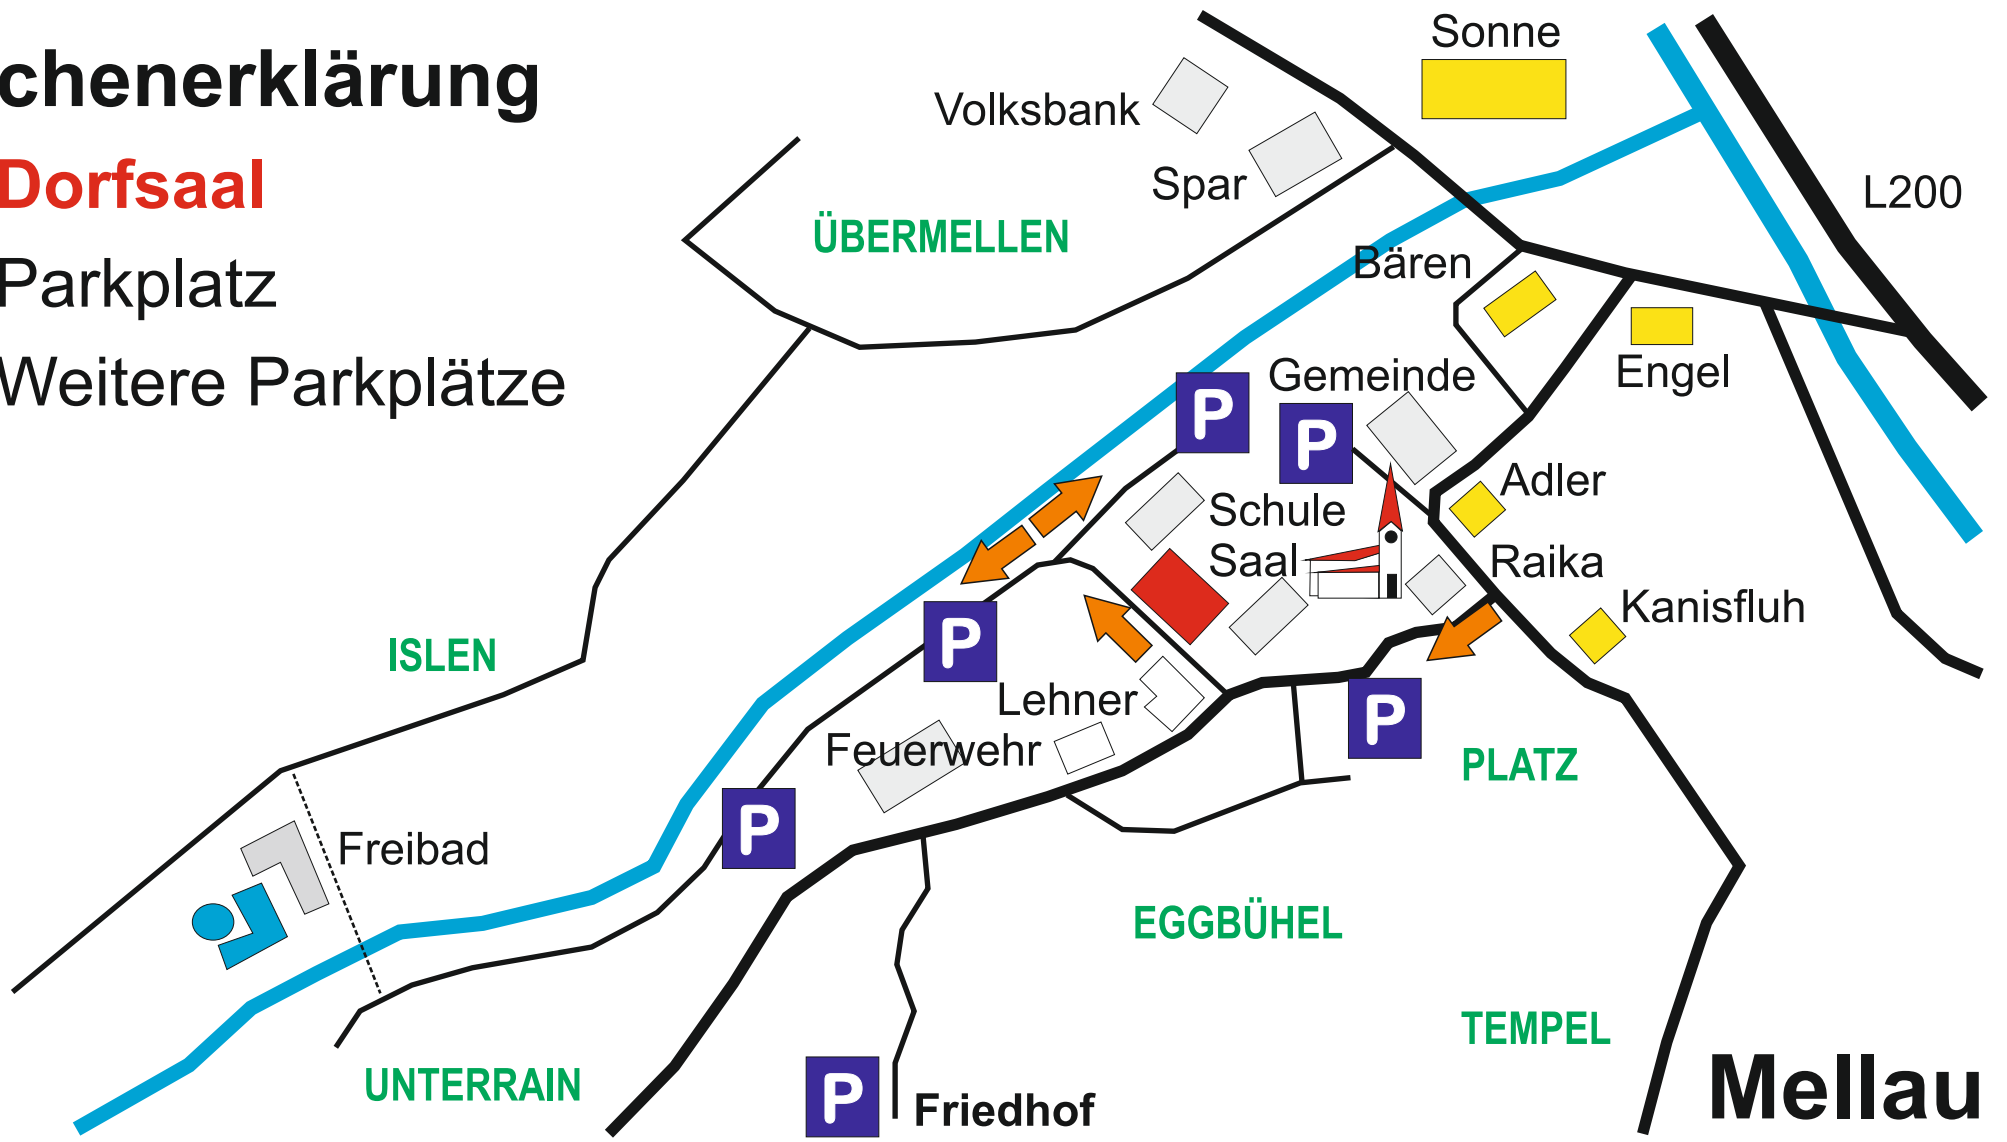 chenerklärung
Dorfsaal
Parkplatz
Weitere Parkplätze
Sonne
Volksbank
Spar
L200
ÜBERMELLEN
Bären
Engel
Gemeinde
P
P
Adler
Schule
Saal
Raika
Kanisfluh
ISLEN
P
Lehner
P
Feuerwehr
PLATZ
P
Freibad
EGGBÜHEL
TEMPEL
UNTERRAIN
P
Friedhof
Mellau